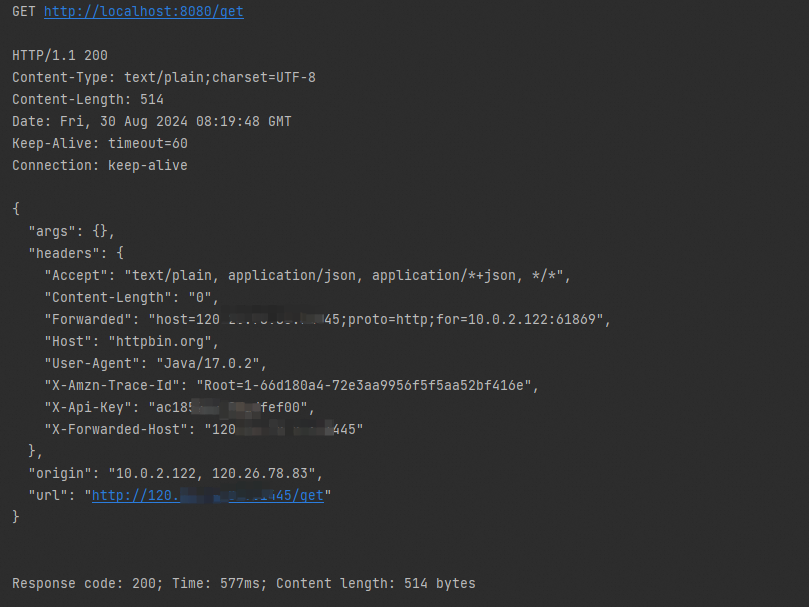 GET http://localhost:8080/get
HTTP/1.1 200
Content-Type: text/plain;charset=UTF-8
Content-Length: 514
Date: Fri, 30 Aug 2024 08:19:48 GMT
Keep-Alive: timeout=60
Connection: keep-alive
{
"args": {},
"headers": {
"Accept": "text/plain, application/json, application/*+json, */*",
"Content-Length": "0",
"Forwarded": "host=120 45;proto=http;for=10.0.2.122:61869",
"Host": "httpbin.org",
"User-Agent": "Java/17.0.2",
"X-Amzn-Trace-Id": "Root=1-66d180a4-72e3aa9956f5f5aa52bf416e",
"X-Api-Key": "ac185 fef00",
"X-Forwarded-Host": "120 445"
},
"origin": "10.0.2.122, 120.26.78.83",
"url": "http://120. 445/get"
}
Response code: 200; Time: 577ms; Content length: 514 bytes